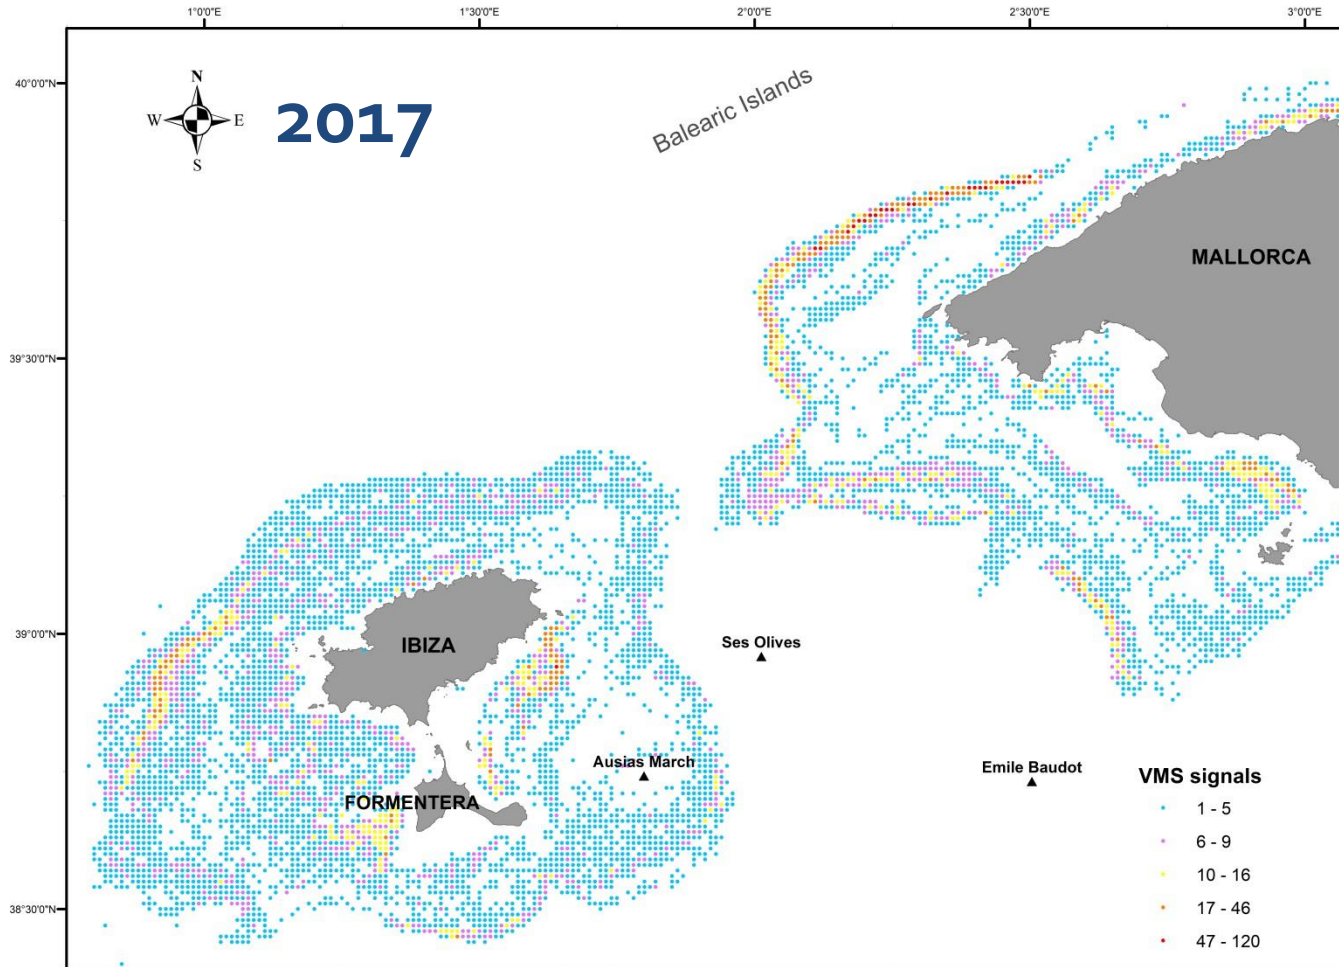 1°0'0"E
1°30'0"E
2°0'0"E
2°30'0"E
3°0'0"E
40°0'0"N
N
W E
S
2017
Balearic Islands
MALLORCA
39°30'0"N
39°0'0"N
IBIZA
Ses Olives
Ausias March
Emile Baudot
FORMENTERA
VMS signals
1 - 5
6 - 9
10 - 16
17 - 46
47 - 120
38°30'0"N